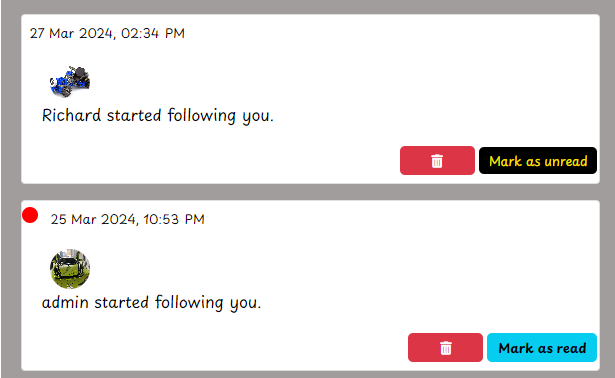 27 Mar 2024, 02:34 PM
Richard started following you.
Mark as unread
25 Mar 2024, 10:53 PM
admin started following you.
Mark as read